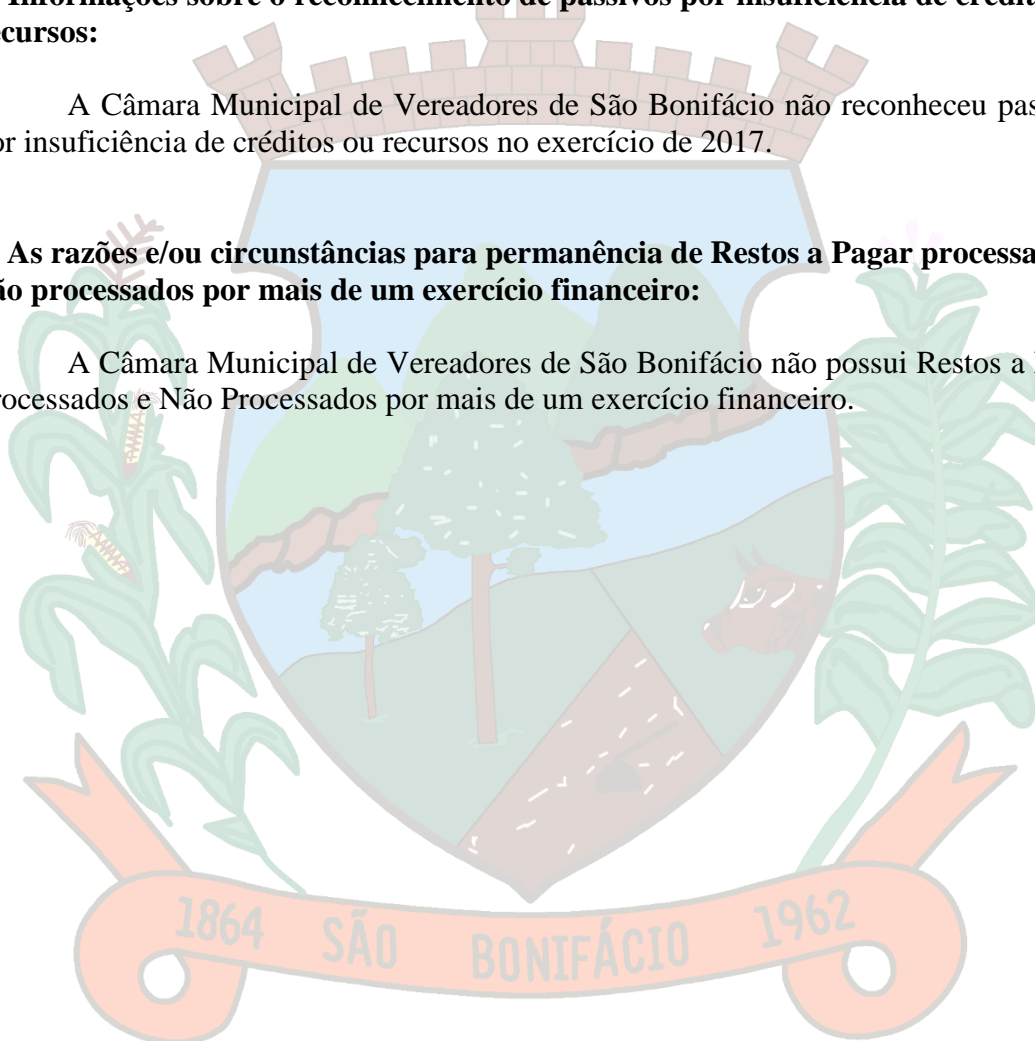 Informações sobre o reconhecimento de passivos por insuficiência de crédit
ecursos:
A Câmara Municipal de Vereadores de São Bonifácio não reconheceu pas
or insuficiência de créditos ou recursos no exercício de 2017.
As razões e/ou circunstâncias para permanência de Restos a Pagar processa
ão processados por mais de um exercício financeiro:
A Câmara Municipal de Vereadores de São Bonifácio não possui Restos a
rocessados e Não Processados por mais de um exercício financeiro.
1864 SÃO BONIFÁCIO 1962